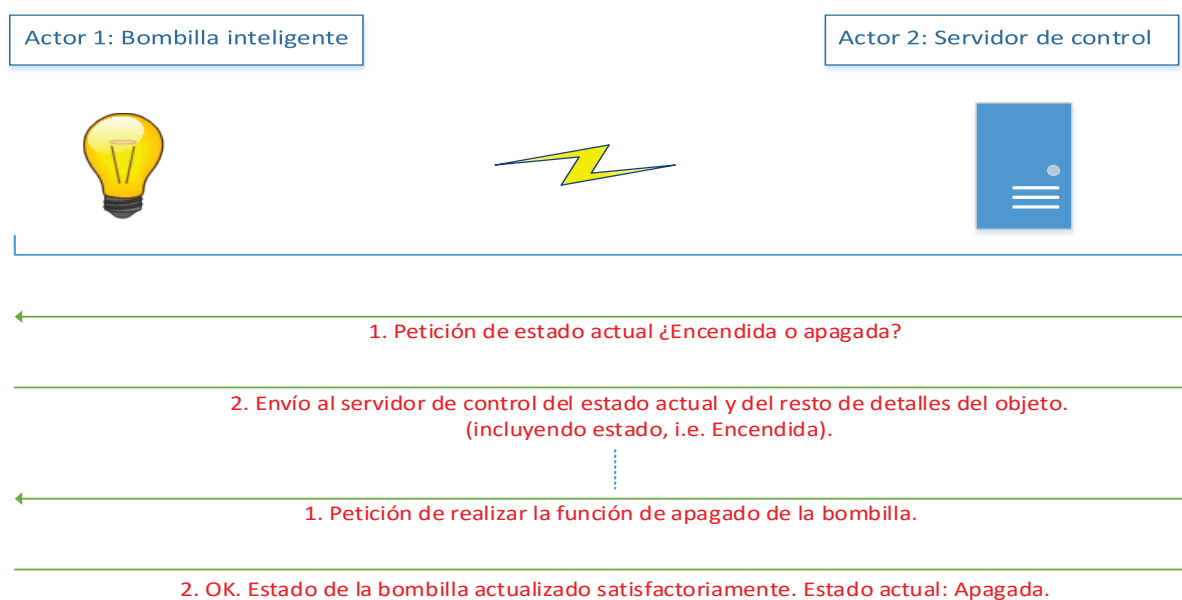 Actor 1: Bombilla inteligente
Actor 2: Servidor de control
1. Petición de estado actual ¿Encendida o apagada?
2. Envío al servidor de control del estado actual y del resto de detalles del objeto.
(incluyendo estado, i.e. Encendida).
1. Petición de realizar la función de apagado de la bombilla.
2. OK. Estado de la bombilla actualizado satisfactoriamente. Estado actual: Apagada.